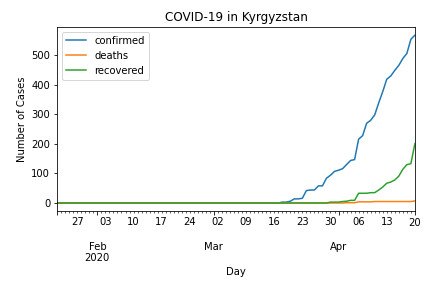 COVID-19 in Kyrgyzstan
confirmed
deaths
recovered
Number of Cases
500
400
300
200
100
0
27 03 10 17 24 02 09 16 23 30 06 13 20
Feb Mar Apr
2020
Day